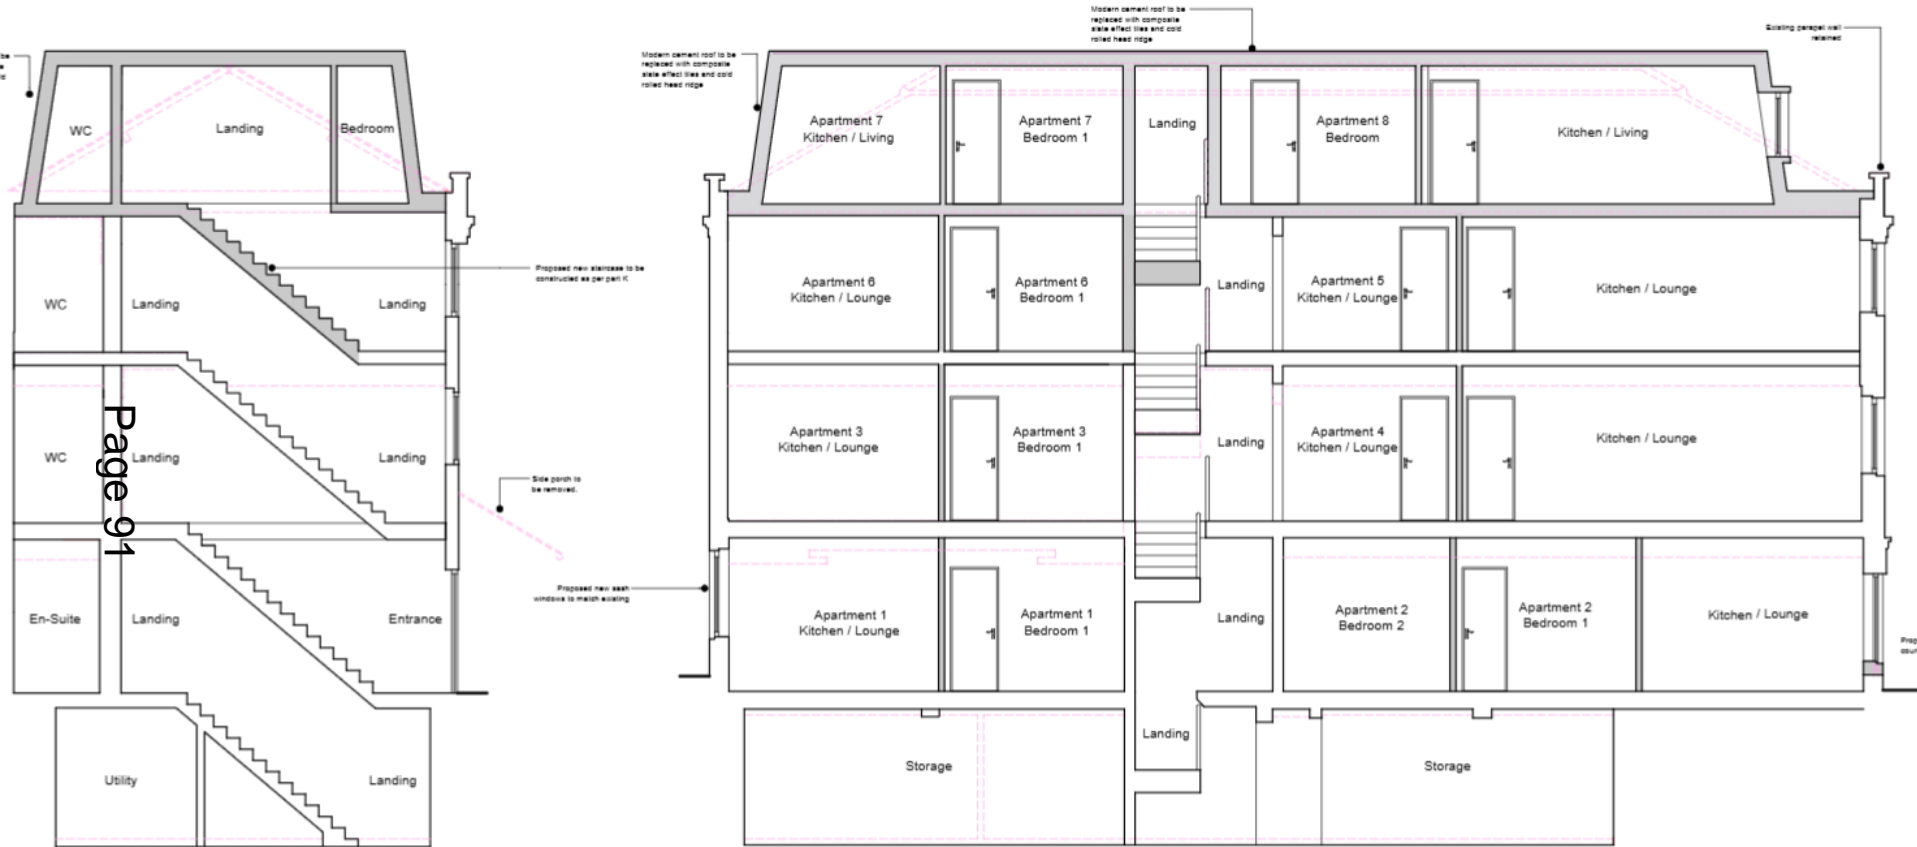 Modern cement roof to be
replaced with composite
slate effect tiles and cold
rolled head ridge
Existing parapet wall
retained
be
Modern cement roof to be
replaced with composite
slate effect tiles and cold
rolled head ridge
WC
Landing
Bedroom
Apartment 7
Kitchen / Living
Apartment 7
Bedroom 1
Landing
Apartment 8
Bedroom
Kitchen / Living
Proposed new staircase to be
constructed as per part K
WC
Landing
Landing
Apartment 6
Kitchen / Lounge
Apartment 6
Bedroom 1
Landing
Apartment 5
Kitchen / Lounge
Kitchen / Lounge
Page 91
WC
Landing
Landing
Side porch to
be removed.
Apartment 3
Kitchen / Lounge
Apartment 3
Bedroom 1
Landing
Apartment 4
Kitchen / Lounge
Kitchen / Lounge
Proposed new sash
windows to match existing
En-Suite
Landing
Entrance
Apartment 1
Kitchen / Lounge
Apartment 1
Bedroom 1
Landing
Apartment 2
Bedroom 2
Apartment 2
Bedroom 1
Kitchen / Lounge
Prop
cour
Utility
Landing
Storage
Landing
Storage